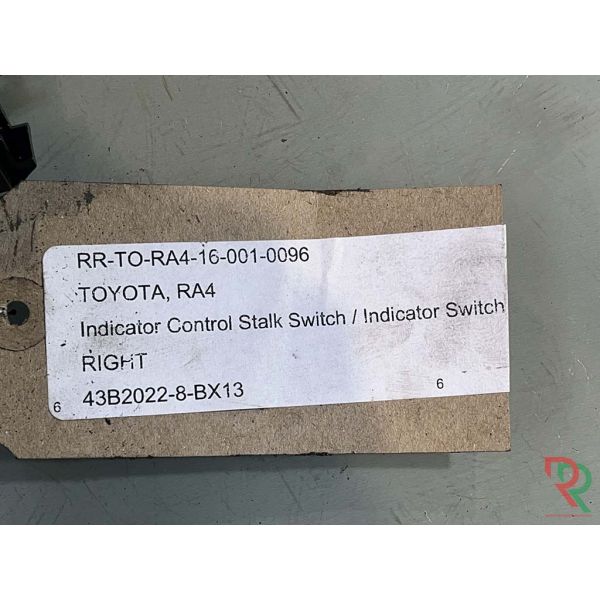 RR-TO-RA4-16-001-0096
TOYOTA, RA4
Indicator Control Stalk Switch / Indicator Switch
RIGHT
43B2022-8-BX13
6 6
RR